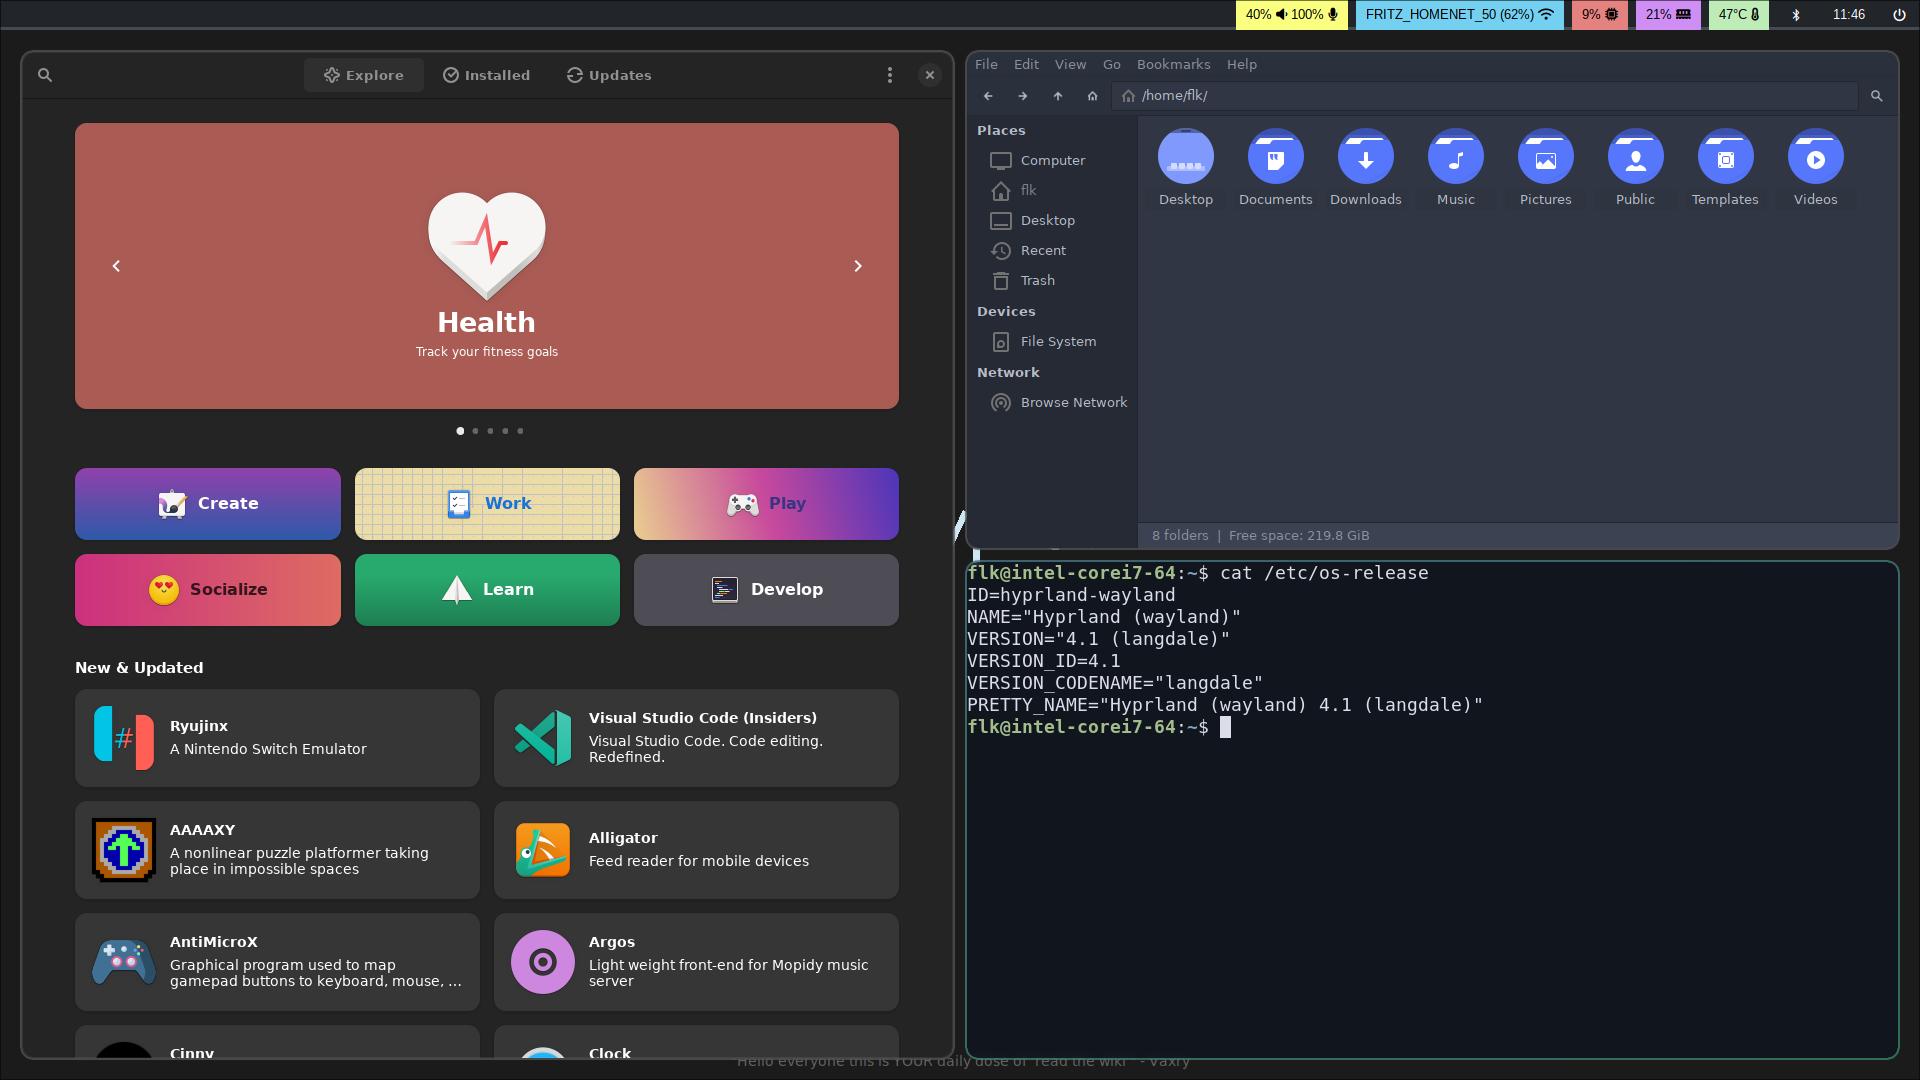 40% 100%
FRITZ_HOMENET_50 (62%)
9%
21%
47°C
11:46
Explore
Installed
Updates
Health
Track your fitness goals
Create
Work
Play
Socialize
Learn
Develop
New & Updated
Ryujinx
A Nintendo Switch Emulator
Visual Studio Code (Insiders)
Visual Studio Code. Code editing.
Redefined.
AAAAXY
A nonlinear puzzle platformer taking
place in impossible spaces
Alligator
Feed reader for mobile devices
AntiMicroX
Graphical program used to map
gamepad buttons to keyboard, mouse, …
Argos
Light weight front-end for Mopidy music
server
Cinny
Clock
File Edit View Go Bookmarks Help
/home/flk/
Places
Computer
flk
Desktop
Recent
Trash
Devices
File System
Network
Browse Network
Desktop
Documents
Downloads
Music
Pictures
Public
Templates
Videos
8 folders | Free space: 219.8 GiB
flk@intel-corei7-64:~$ cat /etc/os-release
ID=hyprland-wayland
NAME="Hyprland (wayland)"
VERSION="4.1 (langdale)"
VERSION_ID=4.1
VERSION_CODENAME="langdale"
PRETTY_NAME="Hyprland (wayland) 4.1 (langdale)"
flk@intel-corei7-64:~$
Hello everyone this is YOUR daily dose of "read the wiki" - Vaxry